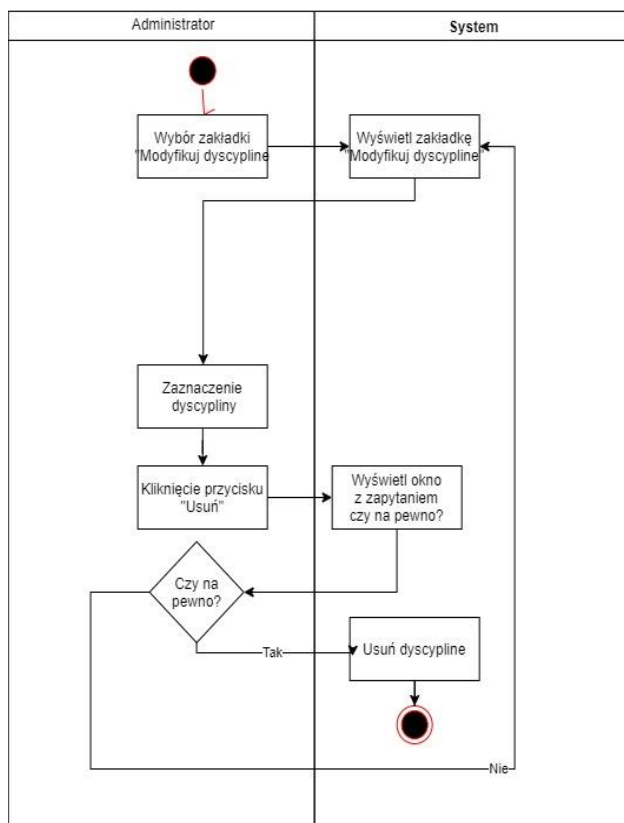 Administrator
System
Wybór zakładki
"Modyfikuj dyscypline
Wyświetl zakładkę
"Modyfikuj dyscypline"
Zaznaczenie
dyscypliny
Kliknięcie przycisku
"Usuń"
Wyświetl okno
z zapytaniem
czy na pewno?
Czy na
pewno?
Tak
Usuń dyscypline
Nie